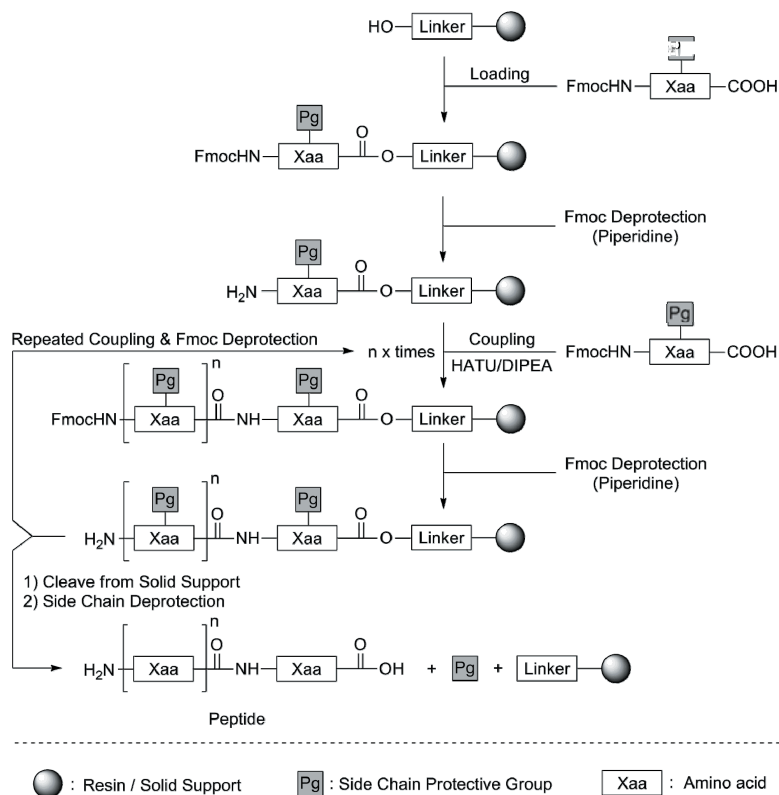 HO Linker
Loading
FmocHN Xaa COOH
Pg
FmocHN Xaa O O Linker
Fmoc Deprotection
(Piperidine)
Pg
H₂N Xaa O O Linker
Repeated Coupling & Fmoc Deprotection
n x times
Coupling
HATU/DIPEA
Pg
FmocHN Xaa COOH
Pg n Pg
FmocHN Xaa O NH Xaa O O Linker
Fmoc Deprotection
(Piperidine)
Pg n Pg
H₂N Xaa O NH Xaa O O Linker
1) Cleave from Solid Support
2) Side Chain Deprotection
n
H₂N Xaa O NH Xaa O OH + Pg + Linker
Peptide
: Resin / Solid Support
Pg : Side Chain Protective Group
Xaa : Amino acid